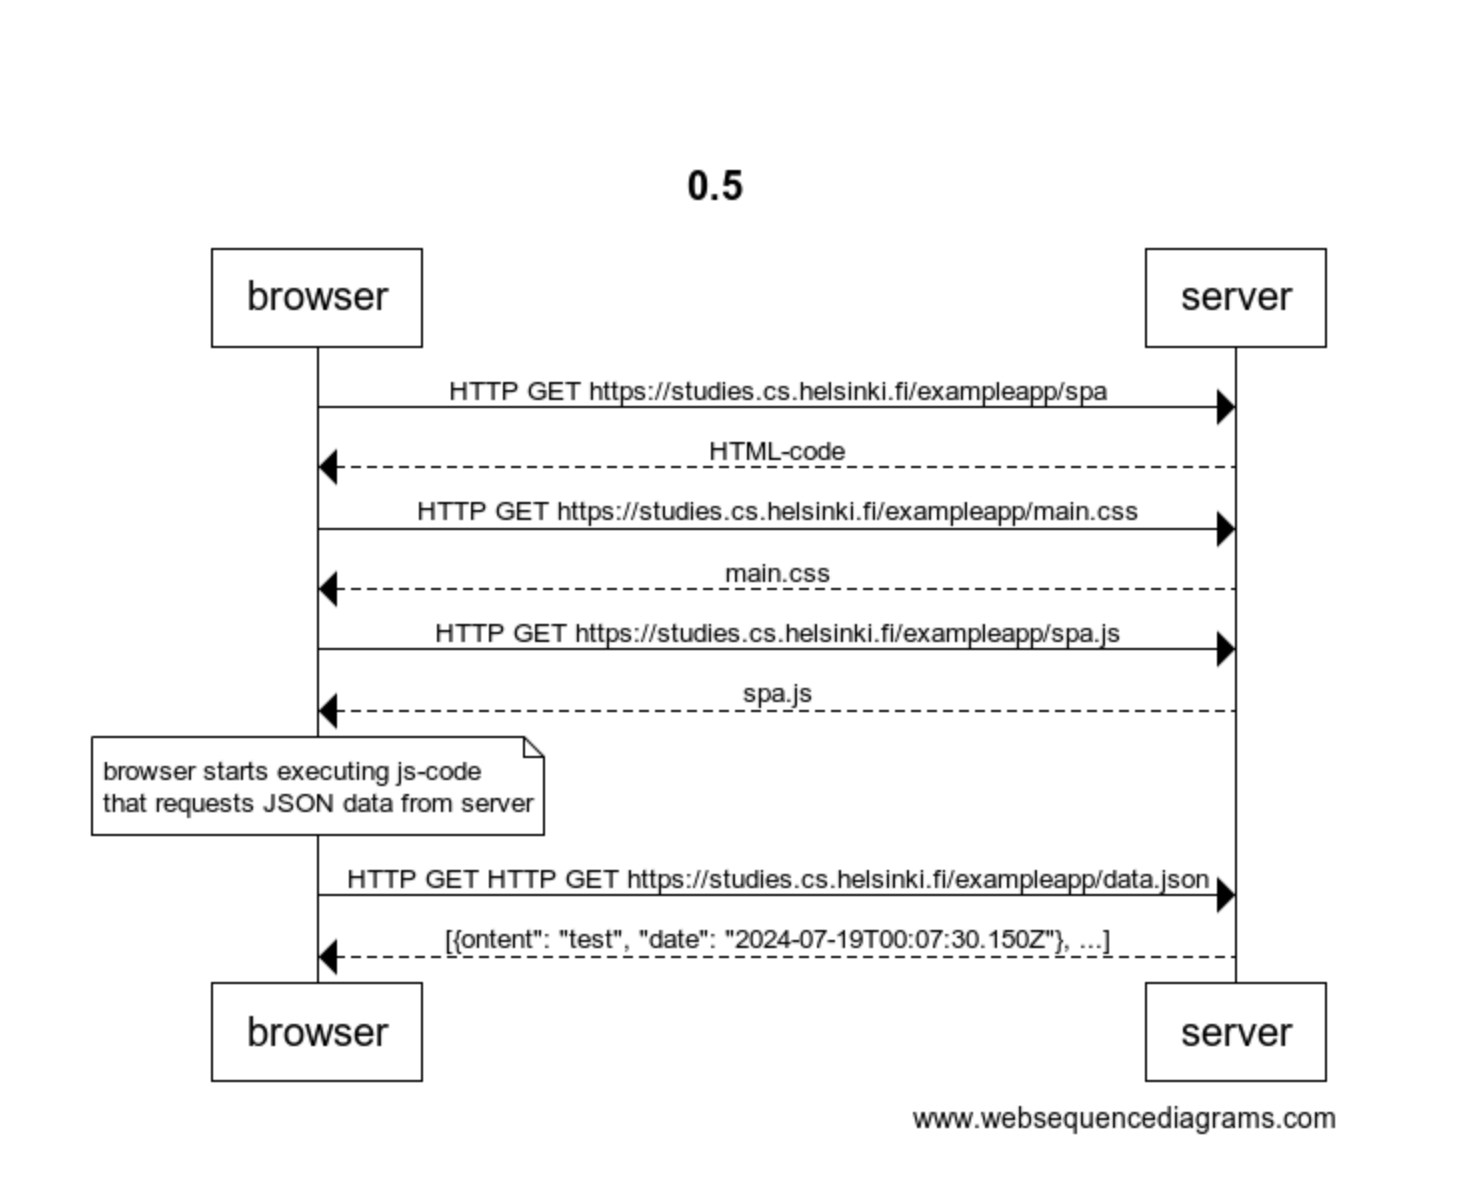 0.5
browser
server
HTTP GET https://studies.cs.helsinki.fi/exampleapp/spa
HTML-code
HTTP GET https://studies.cs.helsinki.fi/exampleapp/main.css
main.css
HTTP GET https://studies.cs.helsinki.fi/exampleapp/spa.js
spa.js
browser starts executing js-code
that requests JSON data from server
HTTP GET HTTP GET https://studies.cs.helsinki.fi/exampleapp/data.json
[{ontent": "test", "date": "2024-07-19T00:07:30.150Z"}, ...]
browser
server
www.websequencediagrams.com